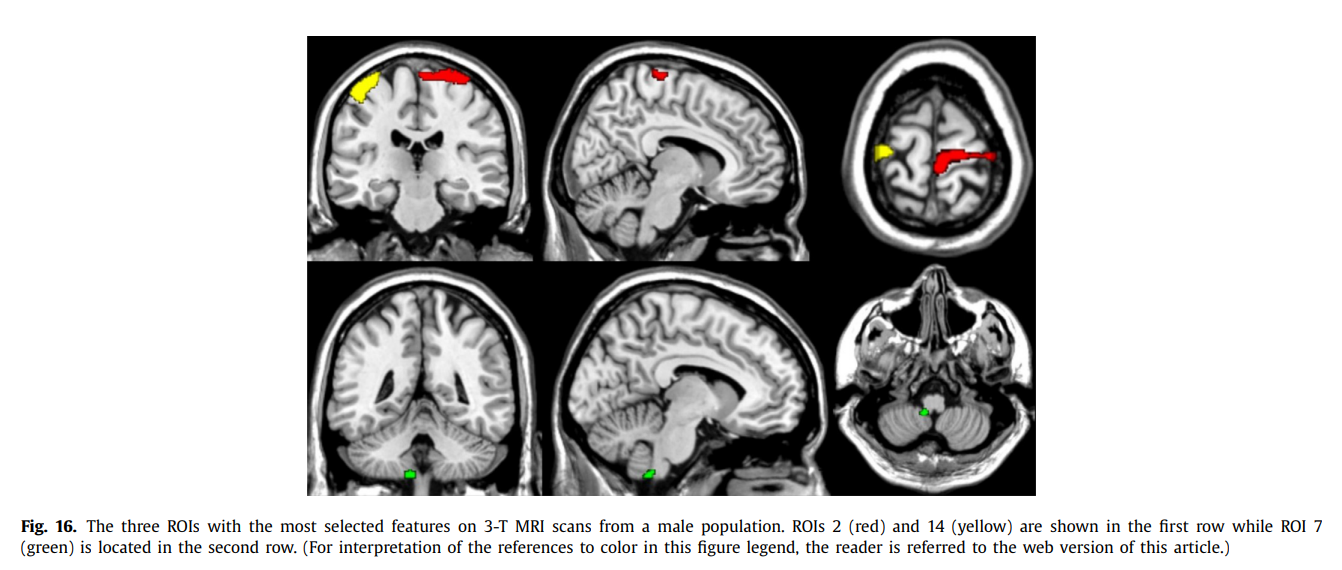 Fig. 16. The three ROIs with the most selected features on 3-T MRI scans from a male population. ROIs 2 (red) and 14 (yellow) are shown in the first row while ROI 7
(green) is located in the second row. (For interpretation of the references to color in this figure legend, the reader is referred to the web version of this article.)